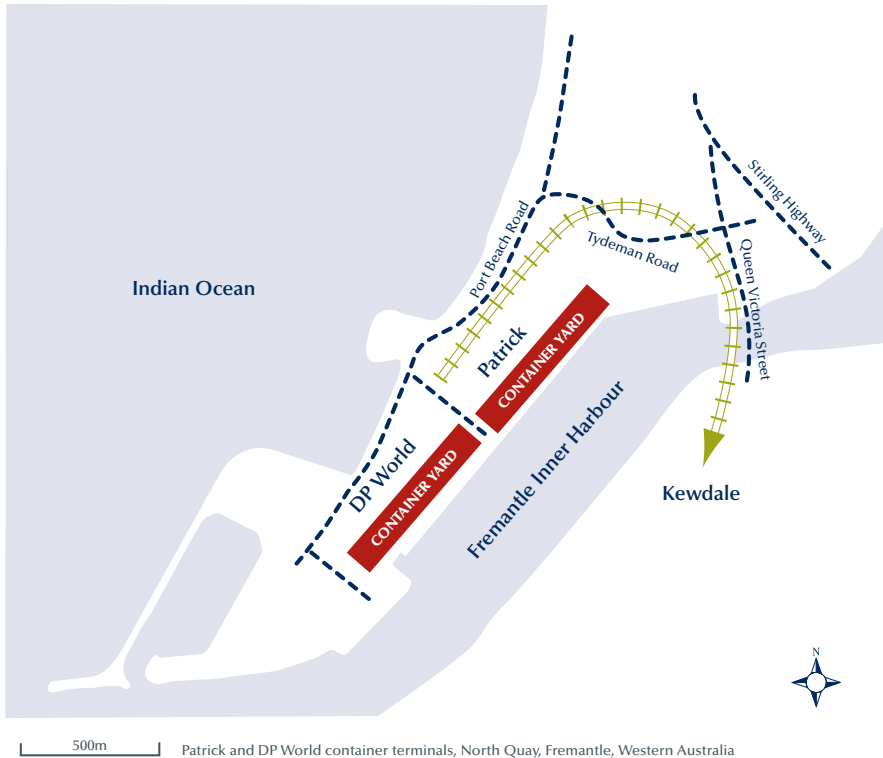 Stirling Highway
Port Beach Road
Tydeman Road
Queen Victoria Street
Indian Ocean
Patrick
CONTAINER YARD
DP World
CONTAINER YARD
Fremantle Inner Harbour
Kewdale
N
500m
Patrick and DP World container terminals, North Quay, Fremantle, Western Australia